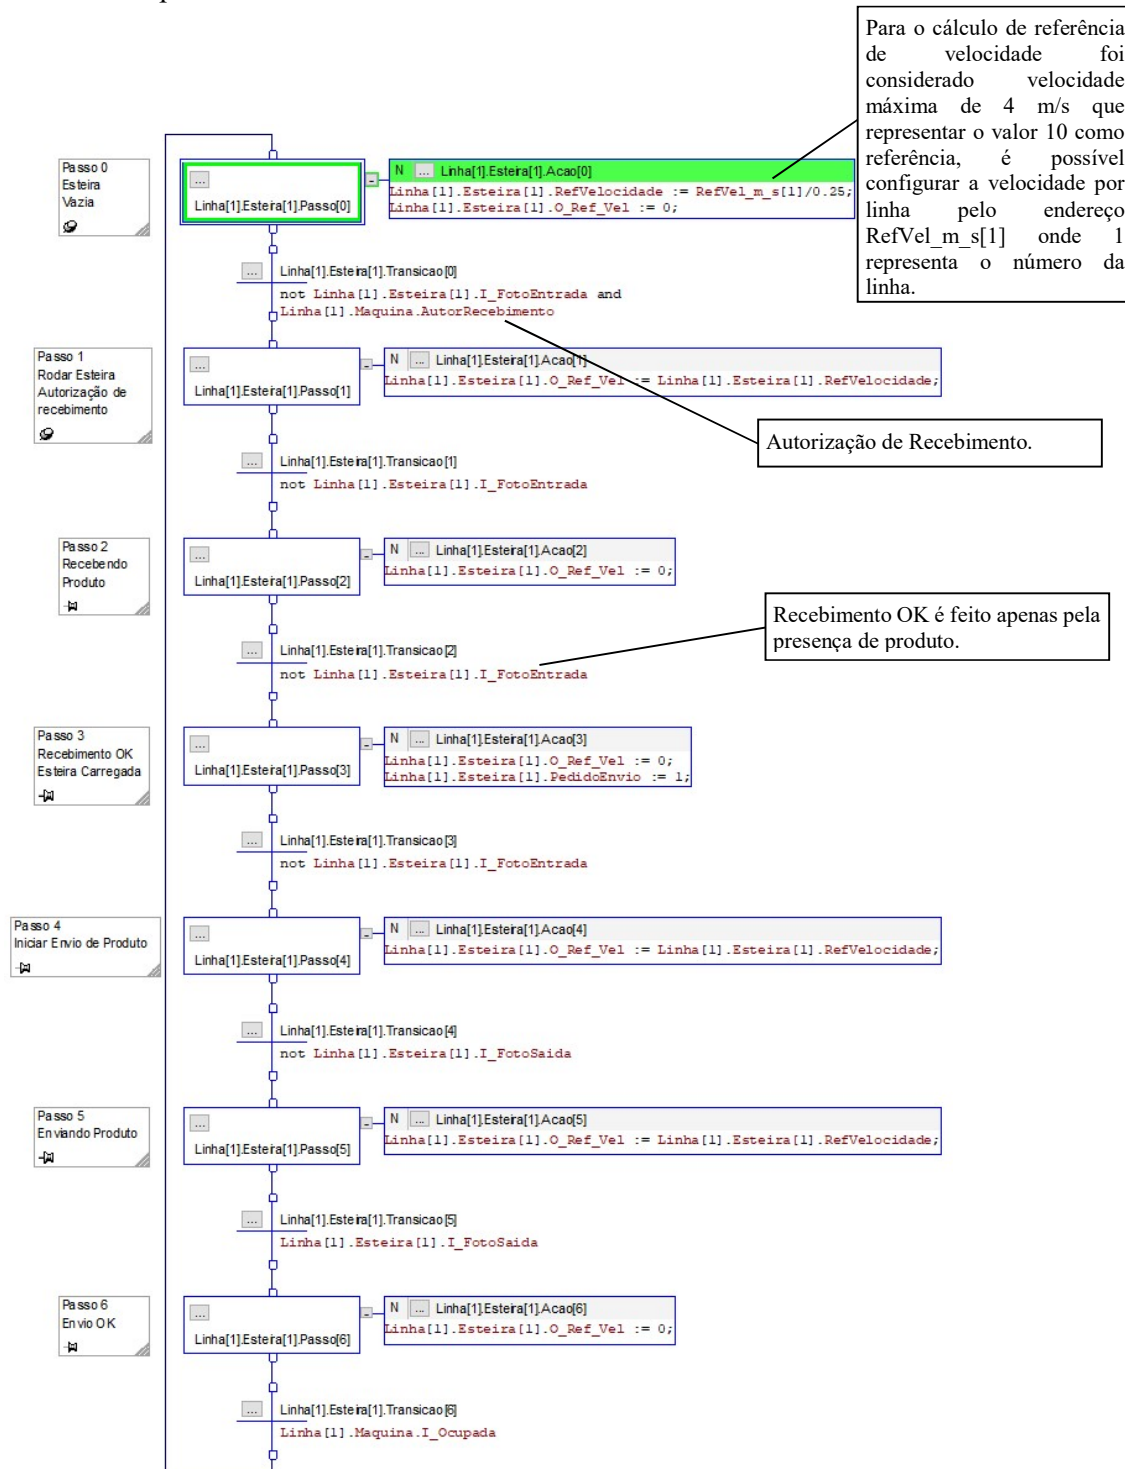 Para o cálculo de referência
de velocidade foi
considerado velocidade
máxima de 4 m/s que
representar o valor 10 como
referência, é possível
configurar a velocidade por
linha pelo endereço
RefVel_m_s[1] onde 1
representa o número da
linha.
Passo 0
Esteira
Vazia
...
Linha[1].Esteira[1].Passo[0]
N ... Linha[1].Esteira[1].Acao[0]
Linha[1].Esteira[1].RefVelocidade := RefVel_m_s[1]/0.25;
Linha[1].Esteira[1].O_Ref_Vel := 0;
... Linha[1].Esteira[1].Transicao[0]
not Linha[1].Esteira[1].I_FotoEntrada and
Linha[1].Maquina.AutorRecebimento
Passo 1
Rodar Esteira
Autorização de
recebimento
...
Linha[1].Esteira[1].Passo[1]
N ... Linha[1].Esteira[1].Acao[1]
Linha[1].Esteira[1].O_Ref_Vel := Linha[1].Esteira[1].RefVelocidade;
Autorização de Recebimento.
... Linha[1].Esteira[1].Transicao[1]
not Linha[1].Esteira[1].I_FotoEntrada
Passo 2
Recebendo
Produto
...
Linha[1].Esteira[1].Passo[2]
N ... Linha[1].Esteira[1].Acao[2]
Linha[1].Esteira[1].O_Ref_Vel := 0;
Recebimento OK é feito apenas pela
presença de produto.
... Linha[1].Esteira[1].Transicao[2]
not Linha[1].Esteira[1].I_FotoEntrada
Passo 3
Recebimento OK
Esteira Carregada
...
Linha[1].Esteira[1].Passo[3]
N ... Linha[1].Esteira[1].Acao[3]
Linha[1].Esteira[1].O_Ref_Vel := 0;
Linha[1].Esteira[1].PedidoEnvio := 1;
... Linha[1].Esteira[1].Transicao[3]
not Linha[1].Esteira[1].I_FotoEntrada
Passo 4
Iniciar Envio de Produto
...
Linha[1].Esteira[1].Passo[4]
N ... Linha[1].Esteira[1].Acao[4]
Linha[1].Esteira[1].O_Ref_Vel := Linha[1].Esteira[1].RefVelocidade;
... Linha[1].Esteira[1].Transicao[4]
not Linha[1].Esteira[1].I_FotoSaida
Passo 5
Enviando Produto
...
Linha[1].Esteira[1].Passo[5]
N ... Linha[1].Esteira[1].Acao[5]
Linha[1].Esteira[1].O_Ref_Vel := Linha[1].Esteira[1].RefVelocidade;
... Linha[1].Esteira[1].Transicao[5]
Linha[1].Esteira[1].I_FotoSaida
Passo 6
Envio OK
...
Linha[1].Esteira[1].Passo[6]
N ... Linha[1].Esteira[1].Acao[6]
Linha[1].Esteira[1].O_Ref_Vel := 0;
... Linha[1].Esteira[1].Transicao[6]
Linha[1].Maquina.I_Ocupada